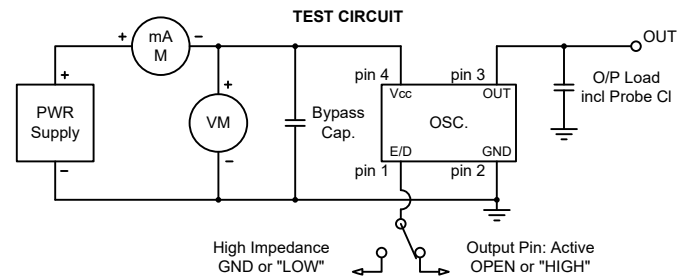 TEST CIRCUIT
+ mA M −
OUT
+
pin 4
pin 3
+
Vcc
OUT
O/P Load
incl Probe Cl
PWR
Supply
VM
Bypass
Cap.
OSC.
−
E/D
GND
−
pin 1
pin 2
High Impedance
GND or "LOW"
Output Pin: Active
OPEN or "HIGH"